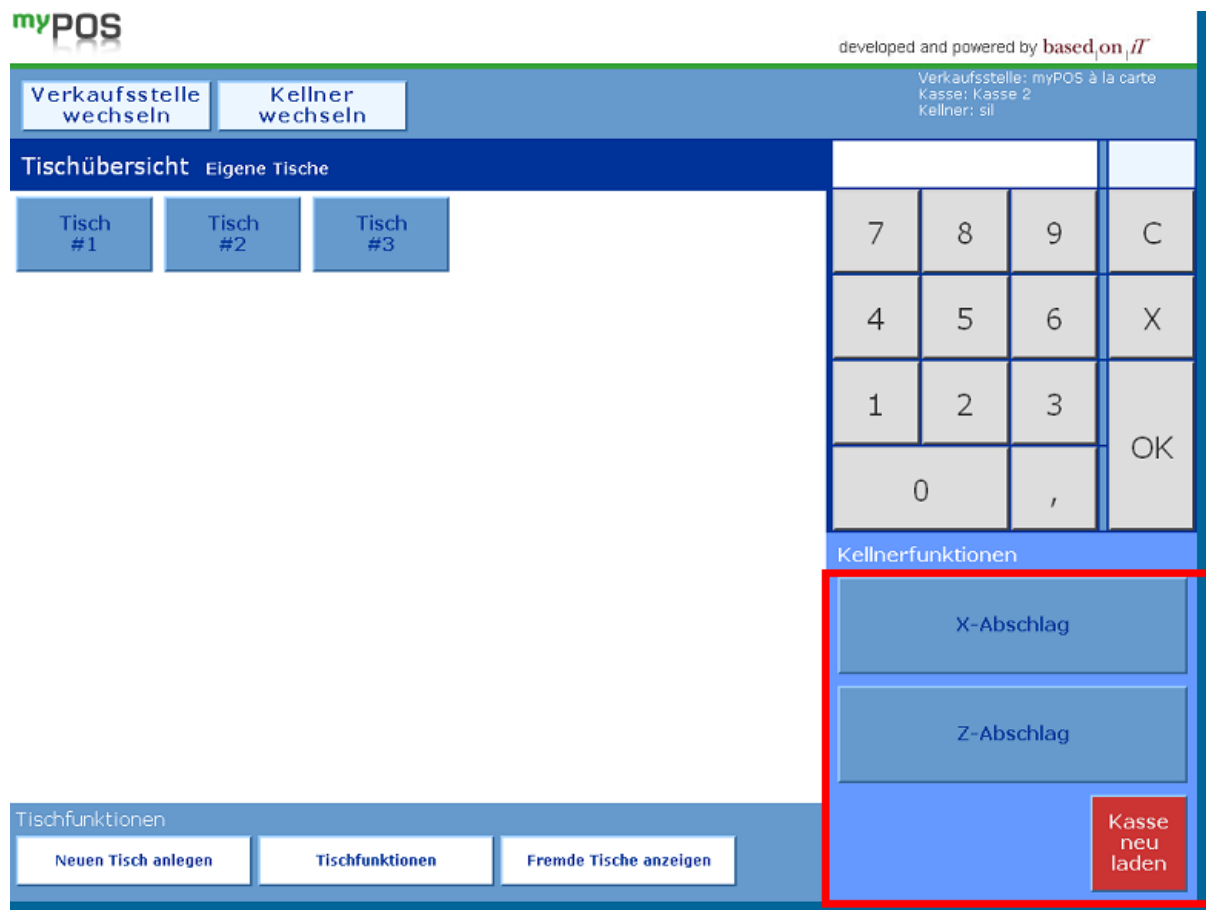 myPOS
developed and powered by based|on|iT
Verkaufsstelle wechseln
Kellner wechseln
Verkaufsstelle: myPOS à la carte
Kasse: Kasse 2
Kellner: sil
Tischübersicht Eigene Tische
Tisch #1
Tisch #2
Tisch #3
7 8 9 C
4 5 6 X
1 2 3
OK
0 ,
Kellnerfunktionen
X-Abschlag
Z-Abschlag
Kasse neu laden
Tischfunktionen
Neuen Tisch anlegen
Tischfunktionen
Fremde Tische anzeigen